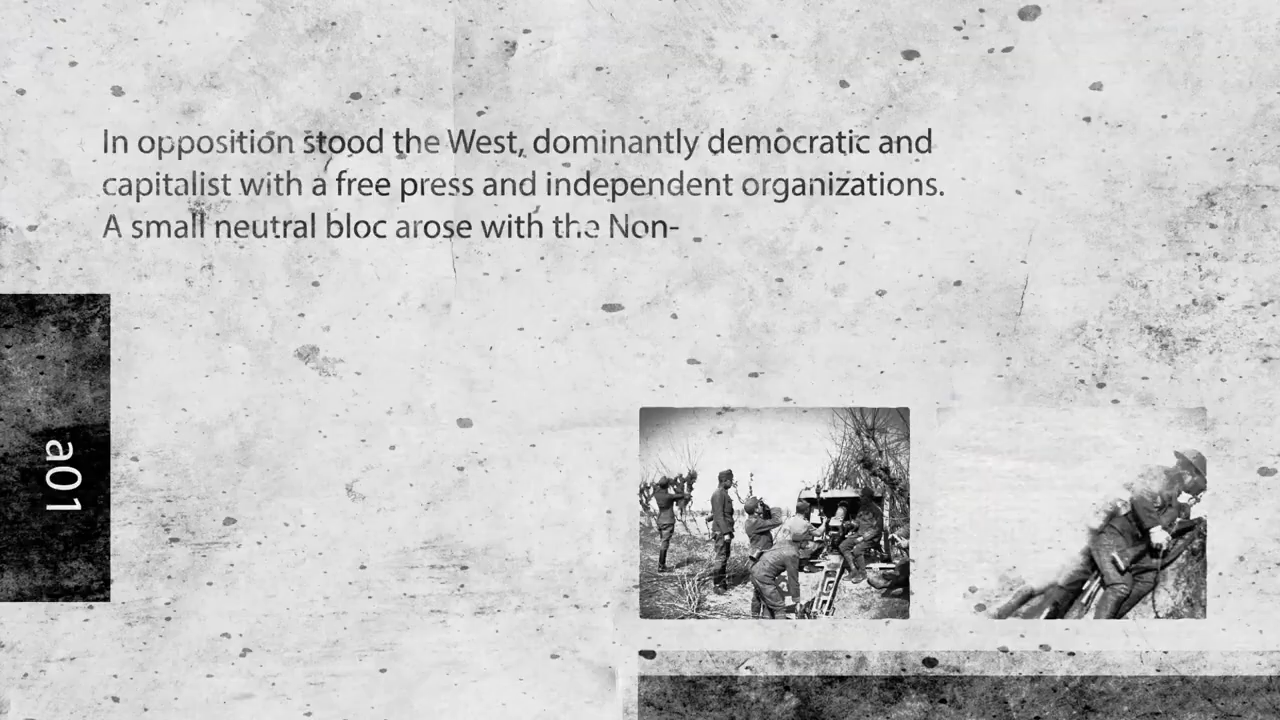 In opposition stood the West, dominantly democratic and
capitalist with a free press and independent organizations.
A small neutral bloc arose with the Non-
a01